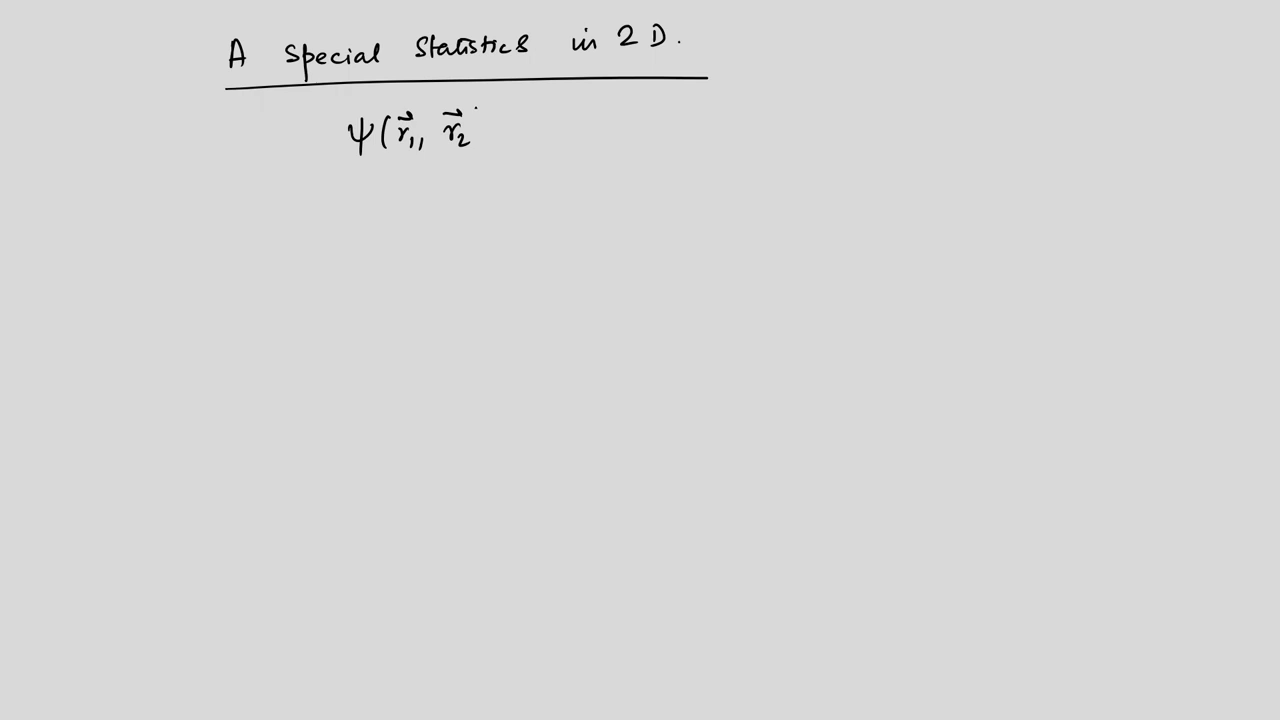 A Special Statistics in 2D.
ψ(r⃗₁, r⃗₂